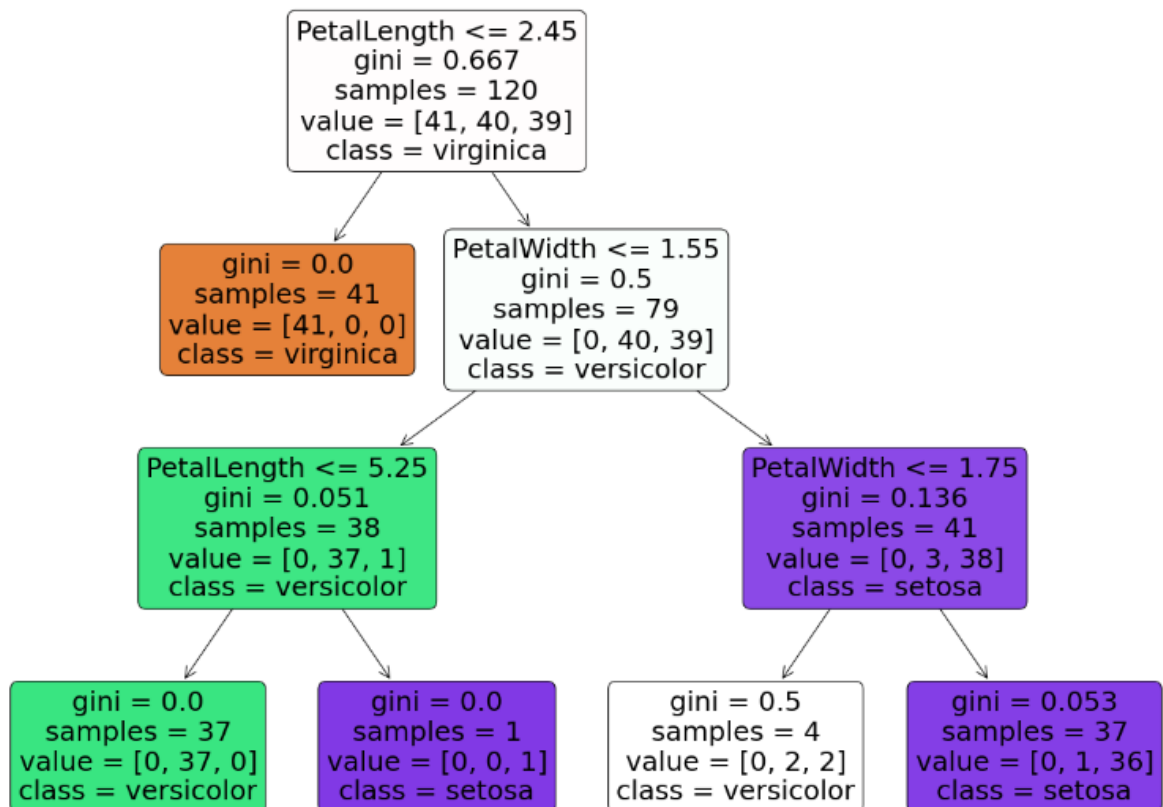 PetalLength <= 2.45
gini = 0.667
samples = 120
value = [41, 40, 39]
class = virginica
gini = 0.0
samples = 41
value = [41, 0, 0]
class = virginica
PetalWidth <= 1.55
gini = 0.5
samples = 79
value = [0, 40, 39]
class = versicolor
PetalLength <= 5.25
gini = 0.051
samples = 38
value = [0, 37, 1]
class = versicolor
PetalWidth <= 1.75
gini = 0.136
samples = 41
value = [0, 3, 38]
class = setosa
gini = 0.0
samples = 37
value = [0, 37, 0]
class = versicolor
gini = 0.0
samples = 1
value = [0, 0, 1]
class = setosa
gini = 0.5
samples = 4
value = [0, 2, 2]
class = versicolor
gini = 0.053
samples = 37
value = [0, 1, 36]
class = setosa